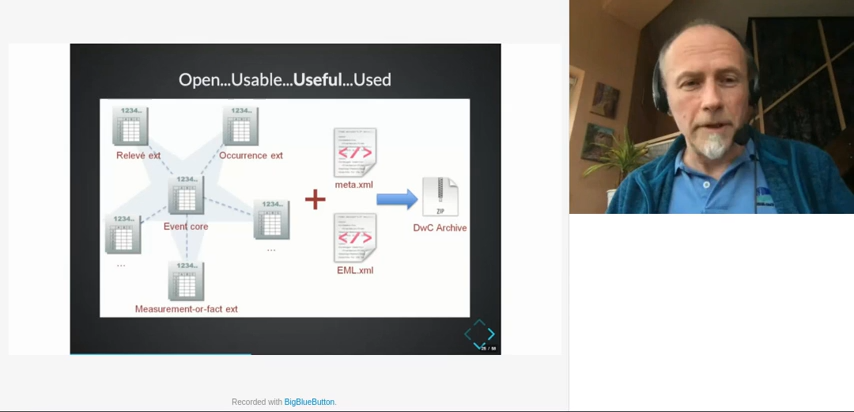 Open...Usable...Useful...Used
1234..
1234..
Relevé ext
Occurrence ext
</>
meta.xml
1234..
ZIP
DwC Archive
1234..
1234..
Event core
...
...
</>
EML.xml
1234..
Measurement-or-fact ext
Recorded with BigBlueButton.